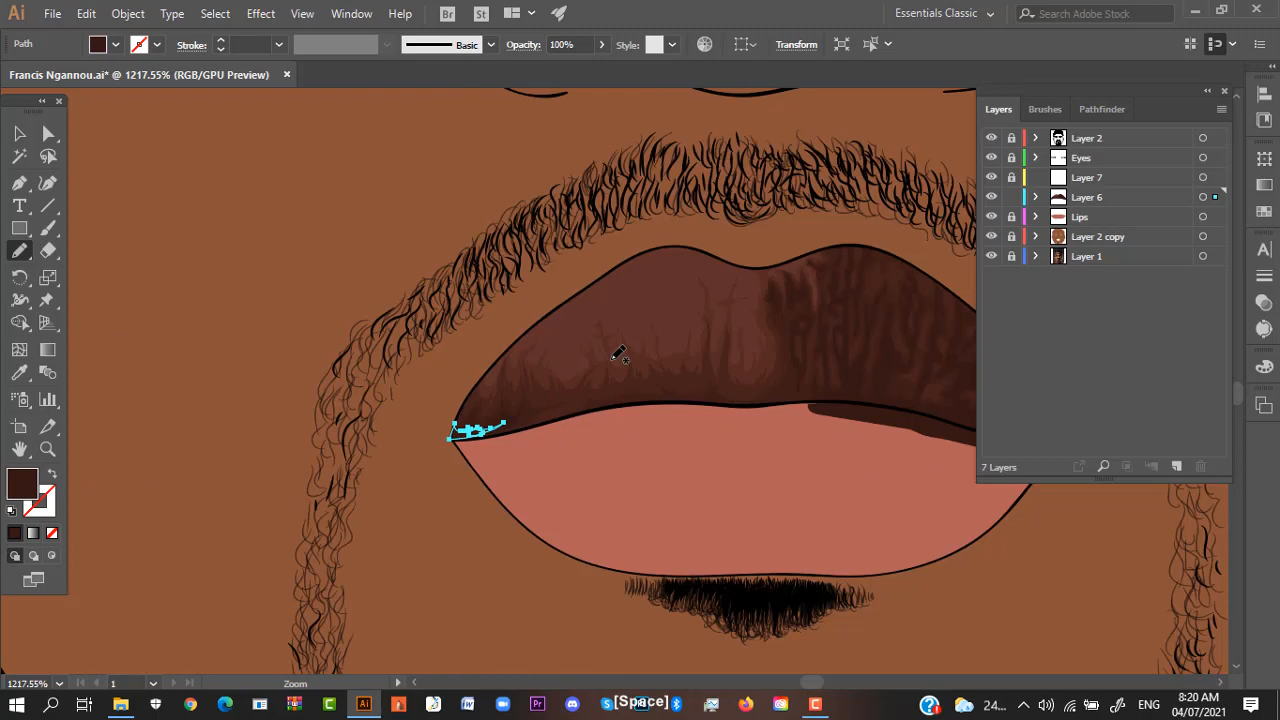 Ai File Edit Object Type Select Effect View Window Help Br St Essentials Classic Search Adobe Stock
Path Stroke: Basic Opacity: 100% Style: Transform
Francis Ngannou.ai* @ 1217.55% (RGB/GPU Preview)
Layers Brushes Pathfinder
Layer 2
Eyes
Layer 7
Layer 6
Lips
Layer 2 copy
Layer 1
7 Layers
1217.55% 1 Zoom
[Space]
24... ENG 8:20 AM
04/07/2021